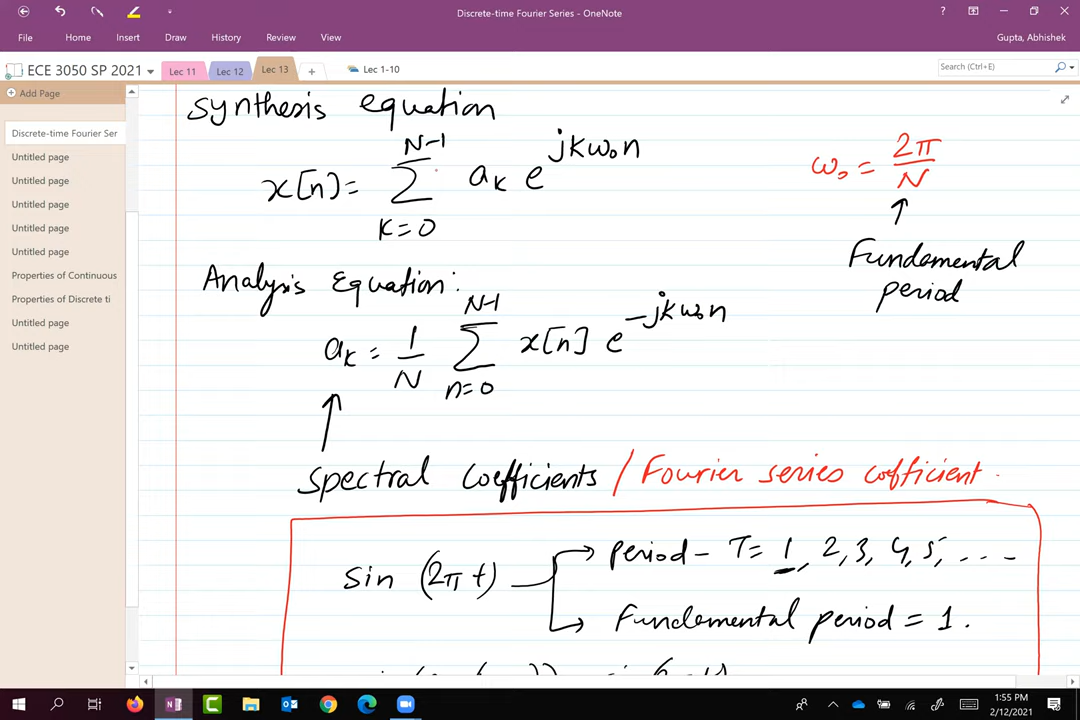 Discrete-time Fourier Series - OneNote
?
File Home Insert Draw History Review View Gupta, Abhishek
ECE 3050 SP 2021 Lec 11 Lec 12 Lec 13 + Lec 1-10 Search (Ctrl+E)
Add Page
Discrete-time Fourier Ser
Untitled page
Untitled page
Untitled page
Untitled page
Untitled page
Properties of Continuous
Properties of Discrete ti
Untitled page
Untitled page
Synthesis equation
x[n] = ∑_{k=0}^{N-1} a_k e^{jkω₀n}
ω₀ = 2π/N
↑
Fundamental
period
Analysis Equation:
a_k = 1/N ∑_{n=0}^{N-1} x[n] e^{-jkω₀n}
↑
Spectral Coefficients / Fourier series cofficient.
sin (2π t) → period - T = 1, 2, 3, 4, 5, ...
→ Fundamental period = 1.
1:55 PM
2/12/2021